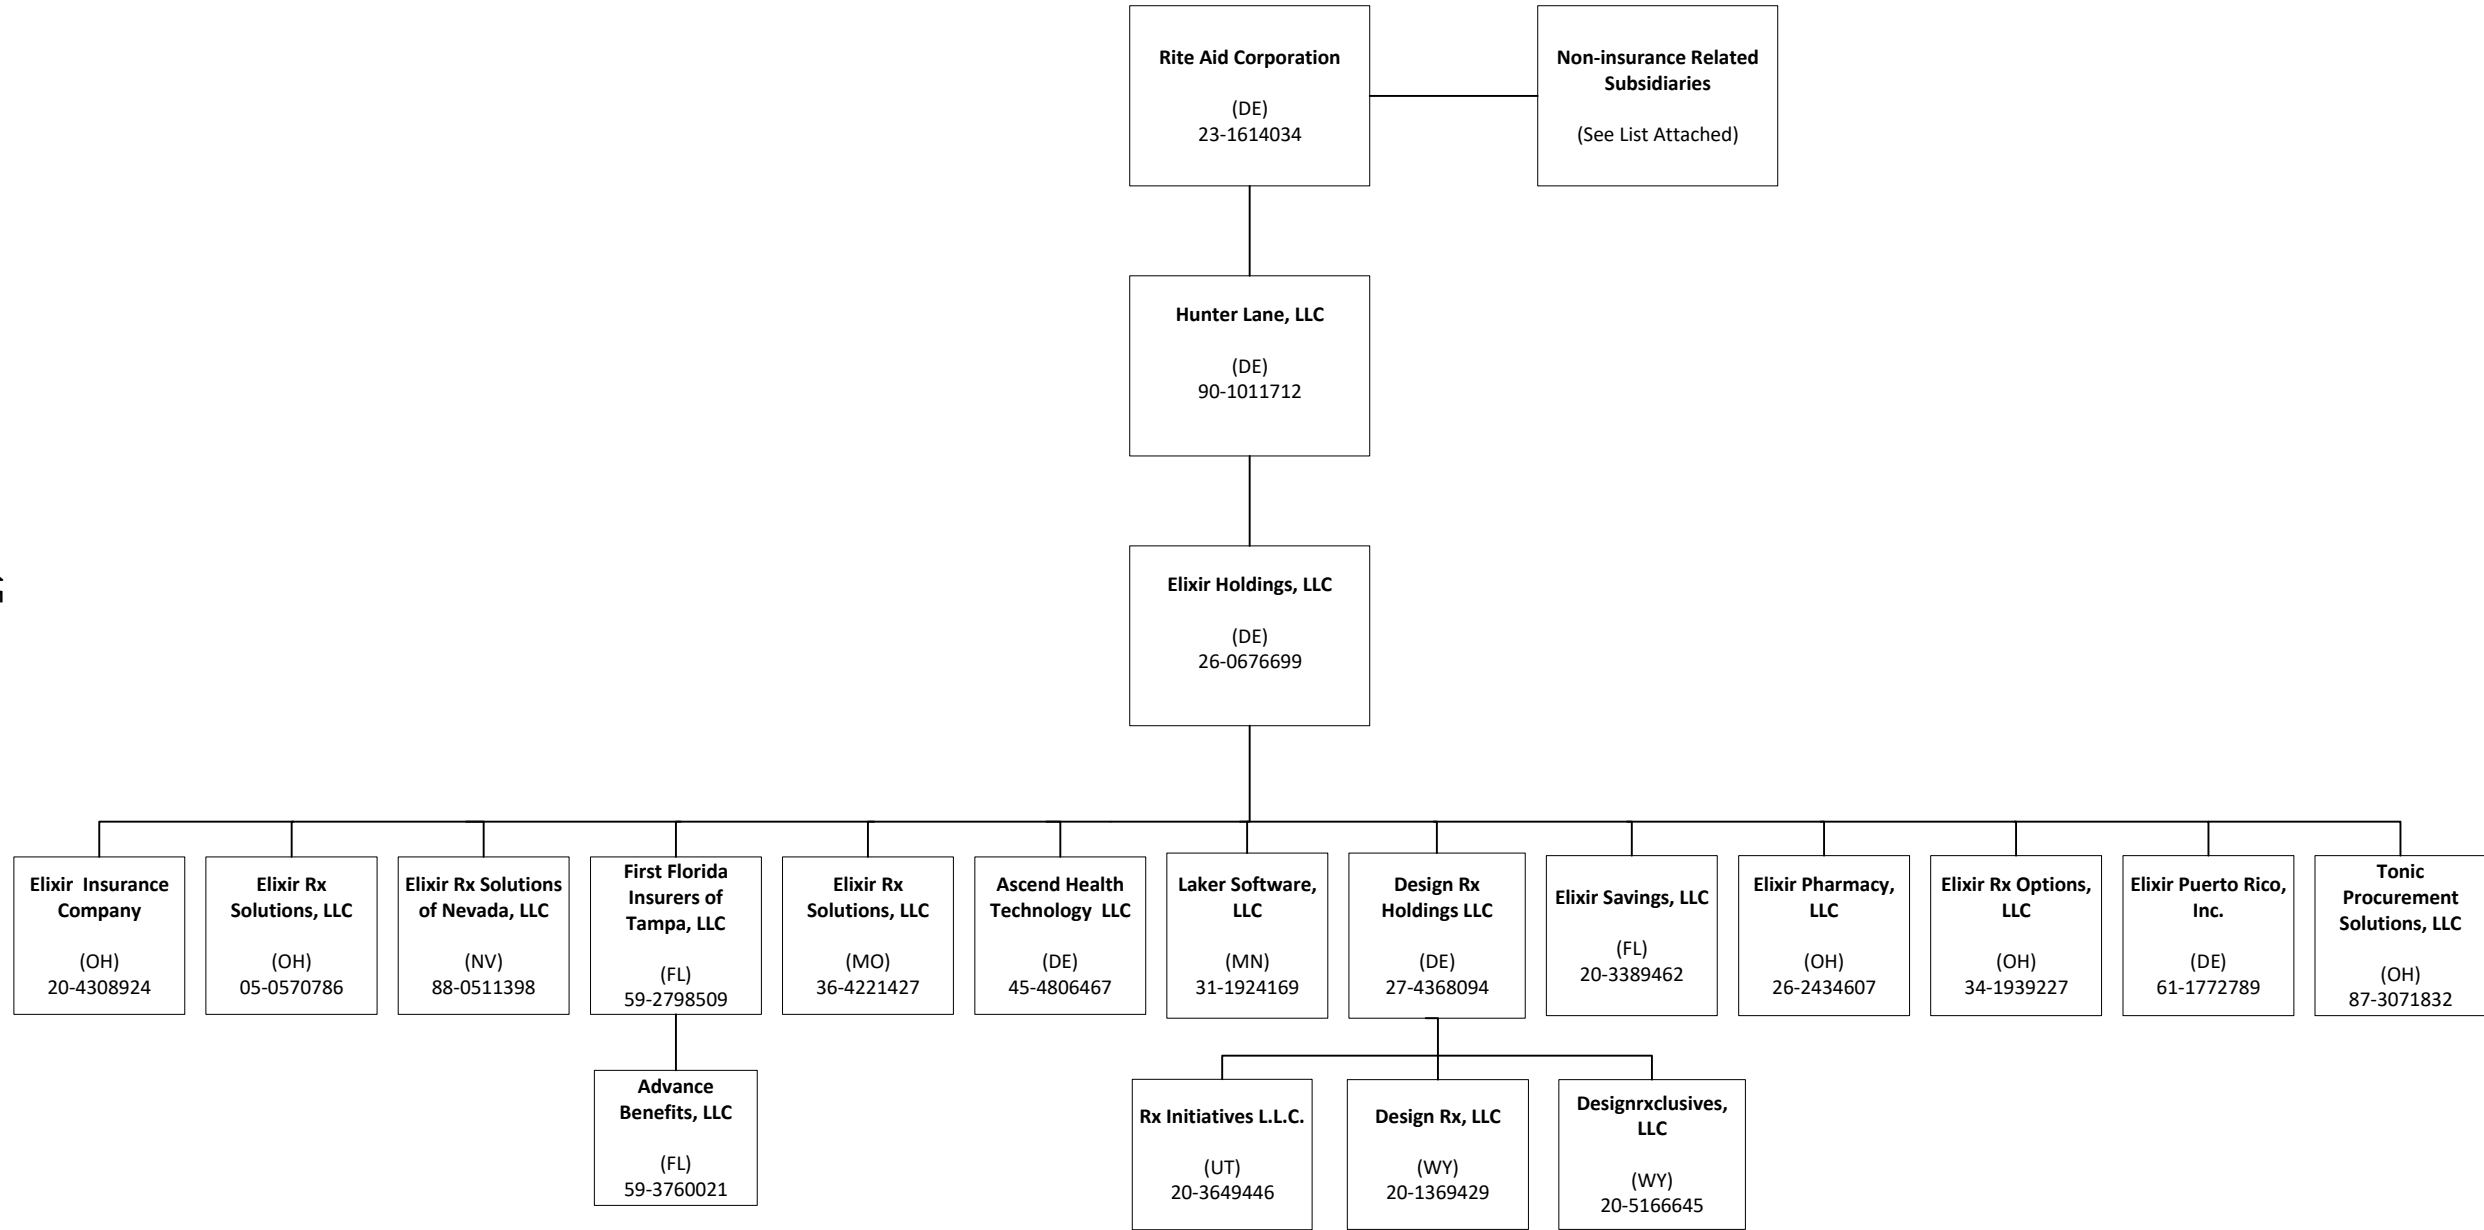 Rite Aid Corporation
(DE)
23-1614034
Non-insurance Related
Subsidiaries
(See List Attached)
Hunter Lane, LLC
(DE)
90-1011712
Elixir Holdings, LLC
(DE)
26-0676699
Elixir  Insurance
Company
(OH)
20-4308924
Elixir Rx
Solutions, LLC
(OH)
05-0570786
Elixir Rx Solutions
of Nevada, LLC
(NV)
88-0511398
First Florida
Insurers of
Tampa, LLC
(FL)
59-2798509
Elixir Rx
Solutions, LLC
(MO)
36-4221427
Ascend Health
Technology  LLC
(DE)
45-4806467
Laker Software,
LLC
(MN)
31-1924169
Design Rx
Holdings LLC
(DE)
27-4368094
Elixir Savings, LLC
(FL)
20-3389462
Elixir Pharmacy,
LLC
(OH)
26-2434607
Elixir Rx Options,
LLC
(OH)
34-1939227
Elixir Puerto Rico,
Inc.
(DE)
61-1772789
Tonic
Procurement
Solutions, LLC
(OH)
87-3071832
Advance
Benefits, LLC
(FL)
59-3760021
Rx Initiatives L.L.C.
(UT)
20-3649446
Design Rx, LLC
(WY)
20-1369429
Designrxclusives,
LLC
(WY)
20-5166645